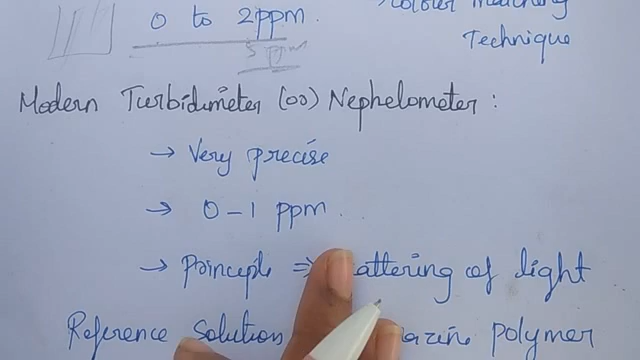 0 to 2ppm.
5 ppm
Technique
Modern Turbidimeter (or) Nephelometer :
→ Very precise
→ 0-1 ppm.
→ Principle ⇒ of light
Reference Solution polymer